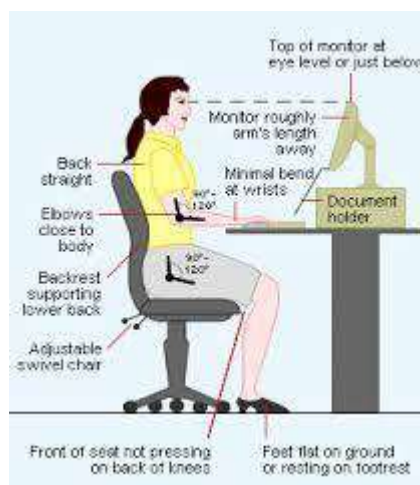 Top of monitor at
eye level or just below
Monitor roughly
arm's length
away
Minimal bend
at wrists
Document
holder
Back
straight
90°-
120°
Elbows
close to
body
90°-
120°
Backrest
supporting
lower back
Adjustable
swivel chair
Front of seat not pressing
on back of knees
Feet flat on ground
or resting on footrest